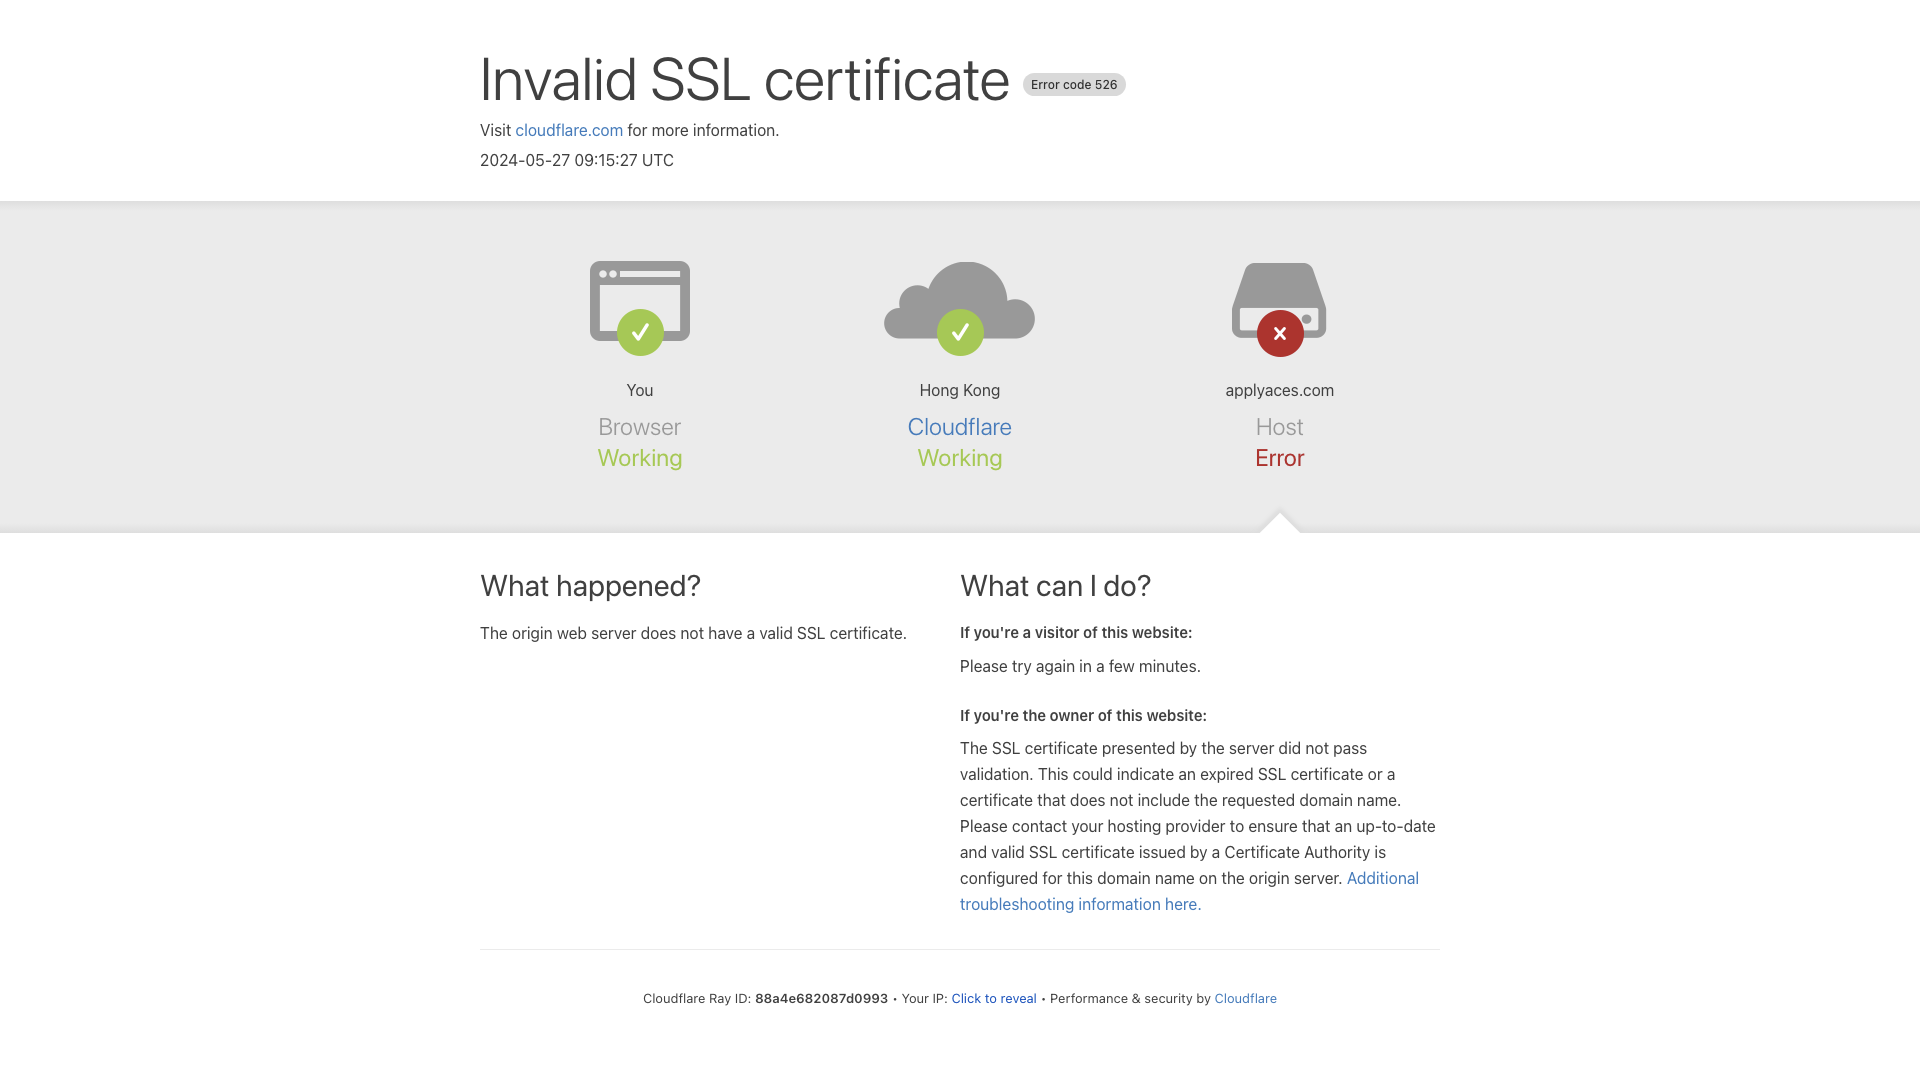 Invalid SSL certificate Error code 526
Visit cloudflare.com for more information.
2024-05-27 09:15:27 UTC
You
Browser
Working
Hong Kong
Cloudflare
Working
applyaces.com
Host
Error
What happened?
The origin web server does not have a valid SSL certificate.
What can I do?
If you're a visitor of this website:
Please try again in a few minutes.
If you're the owner of this website:
The SSL certificate presented by the server did not pass
validation. This could indicate an expired SSL certificate or a
certificate that does not include the requested domain name.
Please contact your hosting provider to ensure that an up-to-date
and valid SSL certificate issued by a Certificate Authority is
configured for this domain name on the origin server. Additional
troubleshooting information here.
Cloudflare Ray ID: 88a4e682087d0993 • Your IP: Click to reveal • Performance & security by Cloudflare